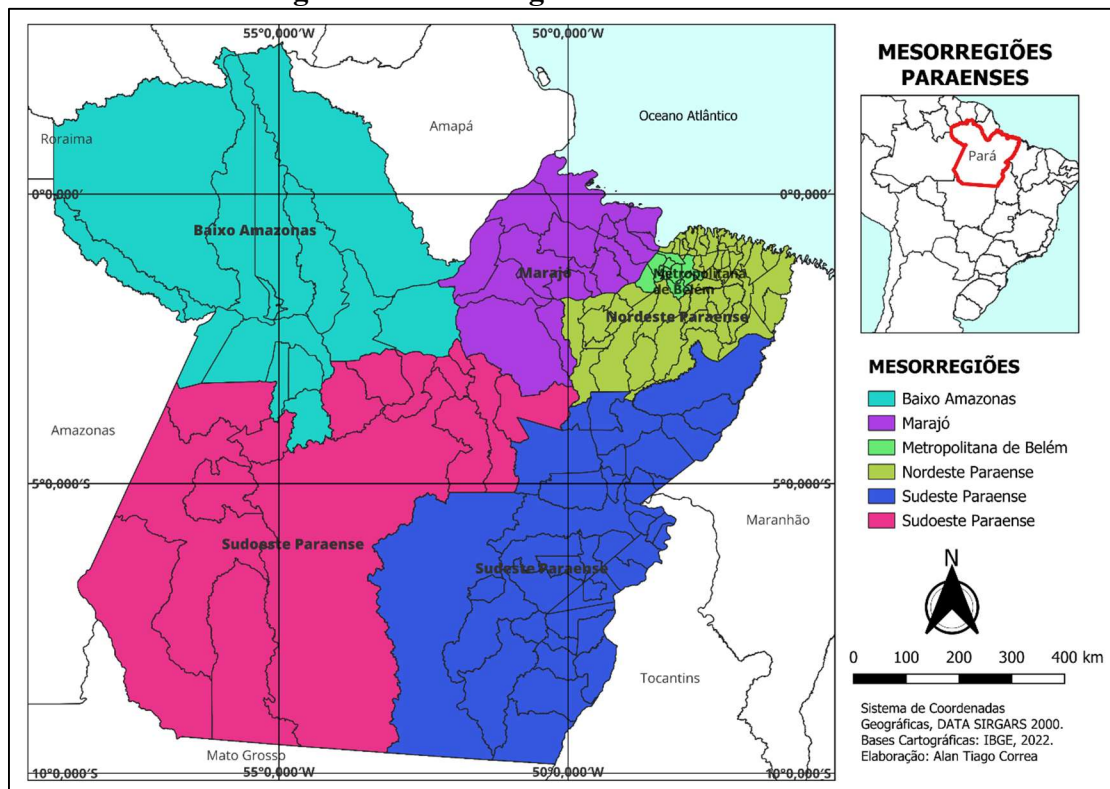 55°0,000′W
50°0,000′W
Roraima
Amapá
Oceano Atlântico
0°0,000′
0°0,000′
Baixo Amazonas
Marajó
Metropolitana
de Belém
Nordeste Paraense
Amazonas
5°0,000′S
5°0,000′S
Maranhão
Sudoeste Paraense
Sudeste Paraense
Tocantins
Mato Grosso
10°0,000′S
55°0,000′W
50°0,000′W
10°0,000′S
MESORREGIÕES
PARAENSES
Pará
MESORREGIÕES
Baixo Amazonas
Marajó
Metropolitana de Belém
Nordeste Paraense
Sudeste Paraense
Sudoeste Paraense
N
0 100 200 300 400 km
Sistema de Coordenadas
Geográficas, DATA SIRGARS 2000.
Bases Cartográficas: IBGE, 2022.
Elaboração: Alan Tiago Correa